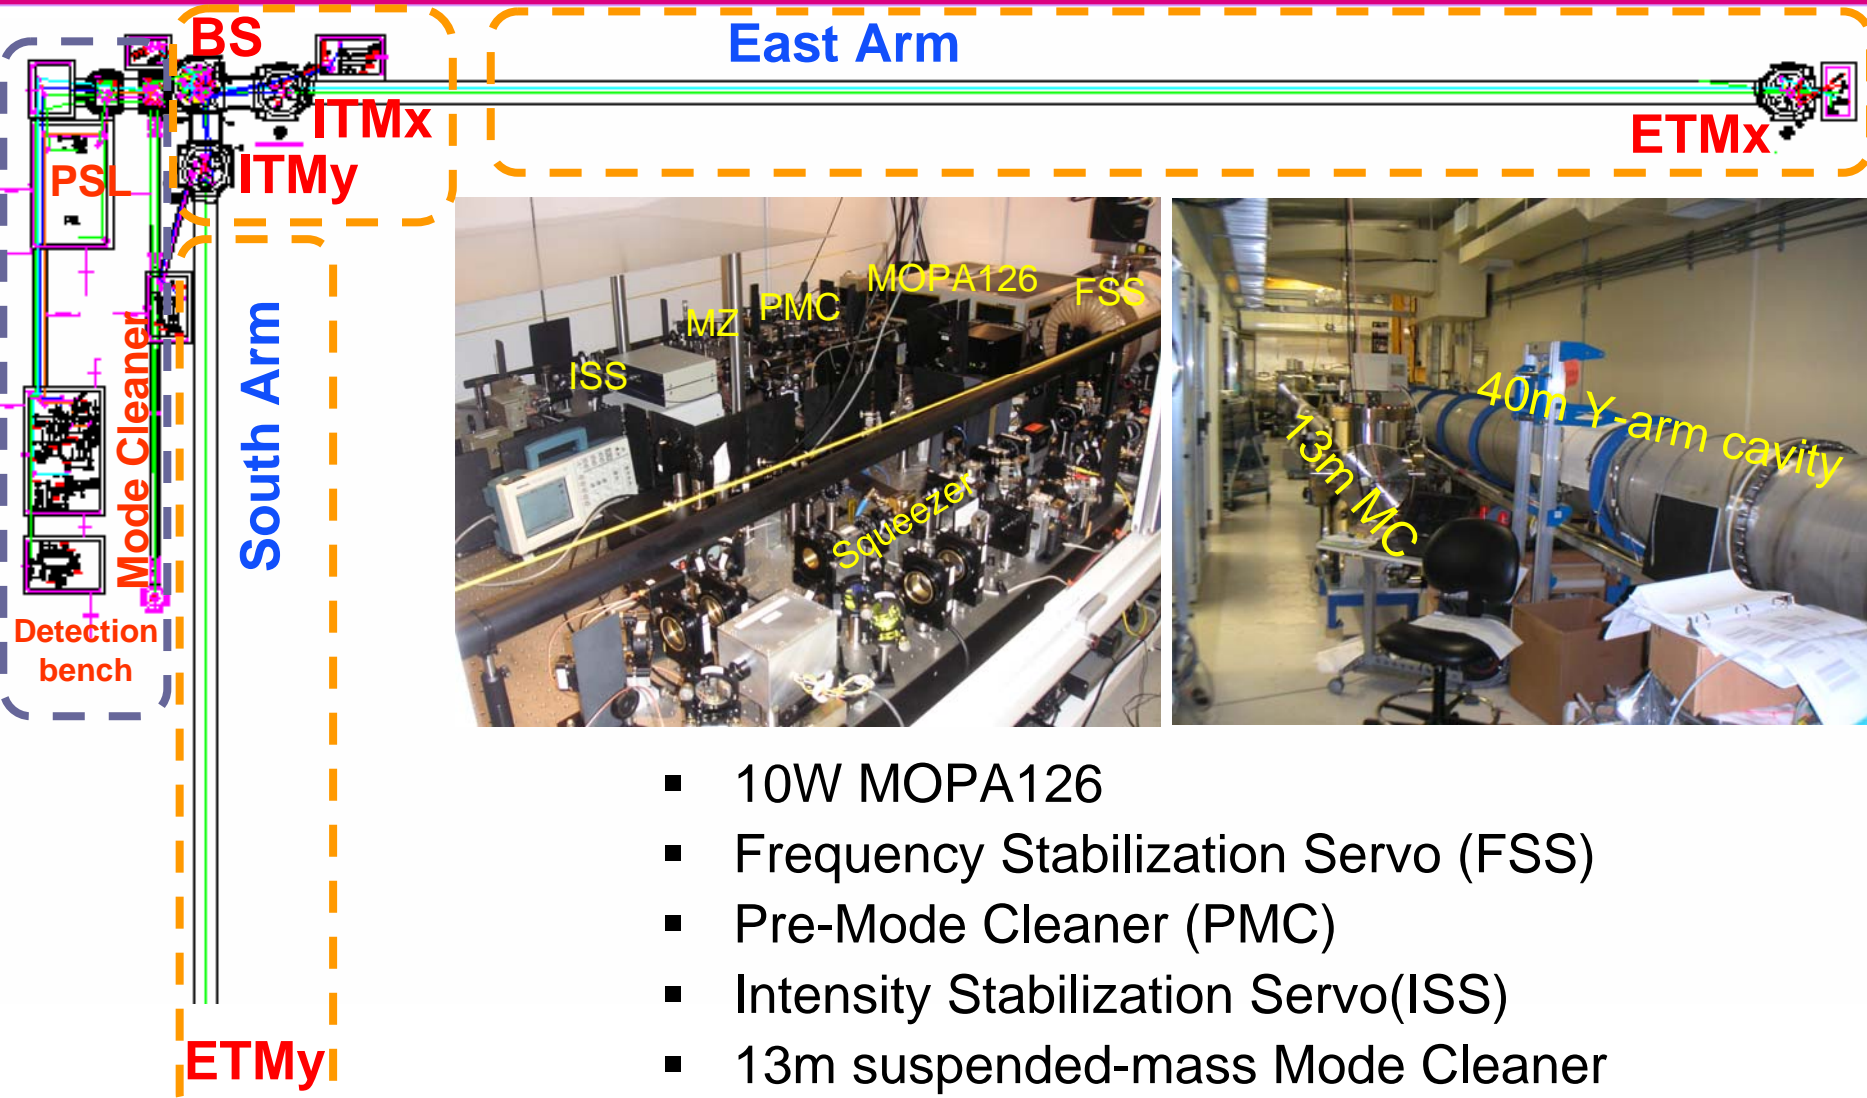 BS
East Arm
ITMx
ETMx
ITMy
PSL
South Arm
Mode Cleaner
Detection
bench
ETMy
MOPA126
FSS
PMC
MZ
ISS
Squeezer
40m Y-arm cavity
13m MC
▪ 10W MOPA126
▪ Frequency Stabilization Servo (FSS)
▪ Pre-Mode Cleaner (PMC)
▪ Intensity Stabilization Servo(ISS)
▪ 13m suspended-mass Mode Cleaner